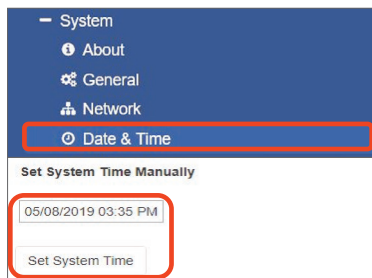 − System
About
General
Network
Date & Time
Set System Time Manually
05/08/2019 03:35 PM
Set System Time